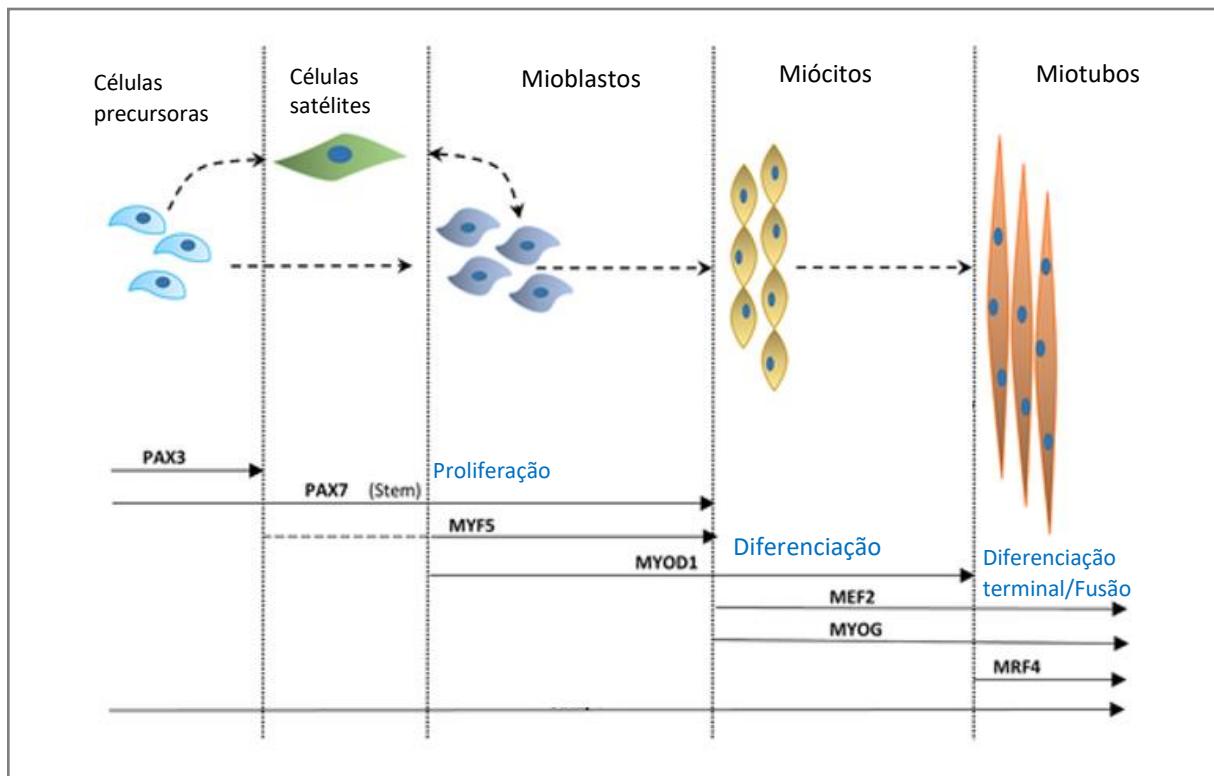 Células
precursoras
Células
satélites
Mioblastos
Miócitos
Miotubos
PAX3
Proliferação
PAX7 (Stem)
MYF5
Diferenciação
MYOD1
Diferenciação
terminal/Fusão
MEF2
MYOG
MRF4